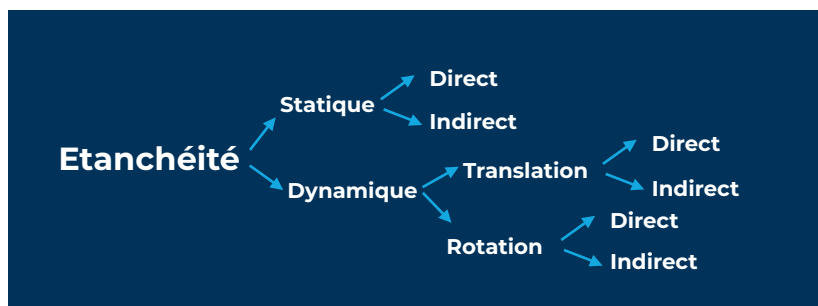 Etanchéité
Statique
Direct
Indirect
Dynamique
Translation
Direct
Indirect
Rotation
Direct
Indirect